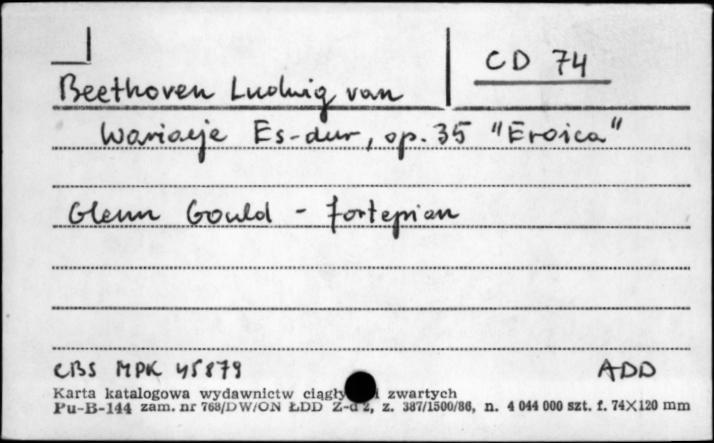 CD 74
Beethoven Ludwig van
Wariacje Es-dur, op. 35 "Eroica"
Glenn Gould - fortepian
CBS MPK 45879 ADD
Karta katalogowa wydawnictw ciągły i zwartych
Pu-B-144 zam. nr 768/DW/ON ŁDD z. 387/1500/86, n. 4 044 000 szt. f. 74X120 mm